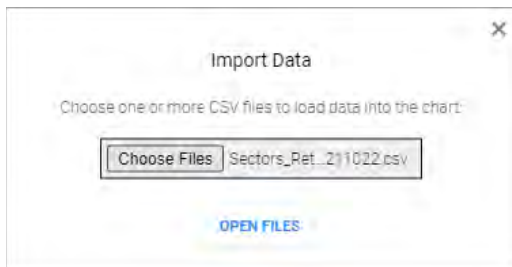 Import Data
Choose one or more CSV files to load data into the chart:
Choose Files Sectors_Ret...211022.csv
OPEN FILES